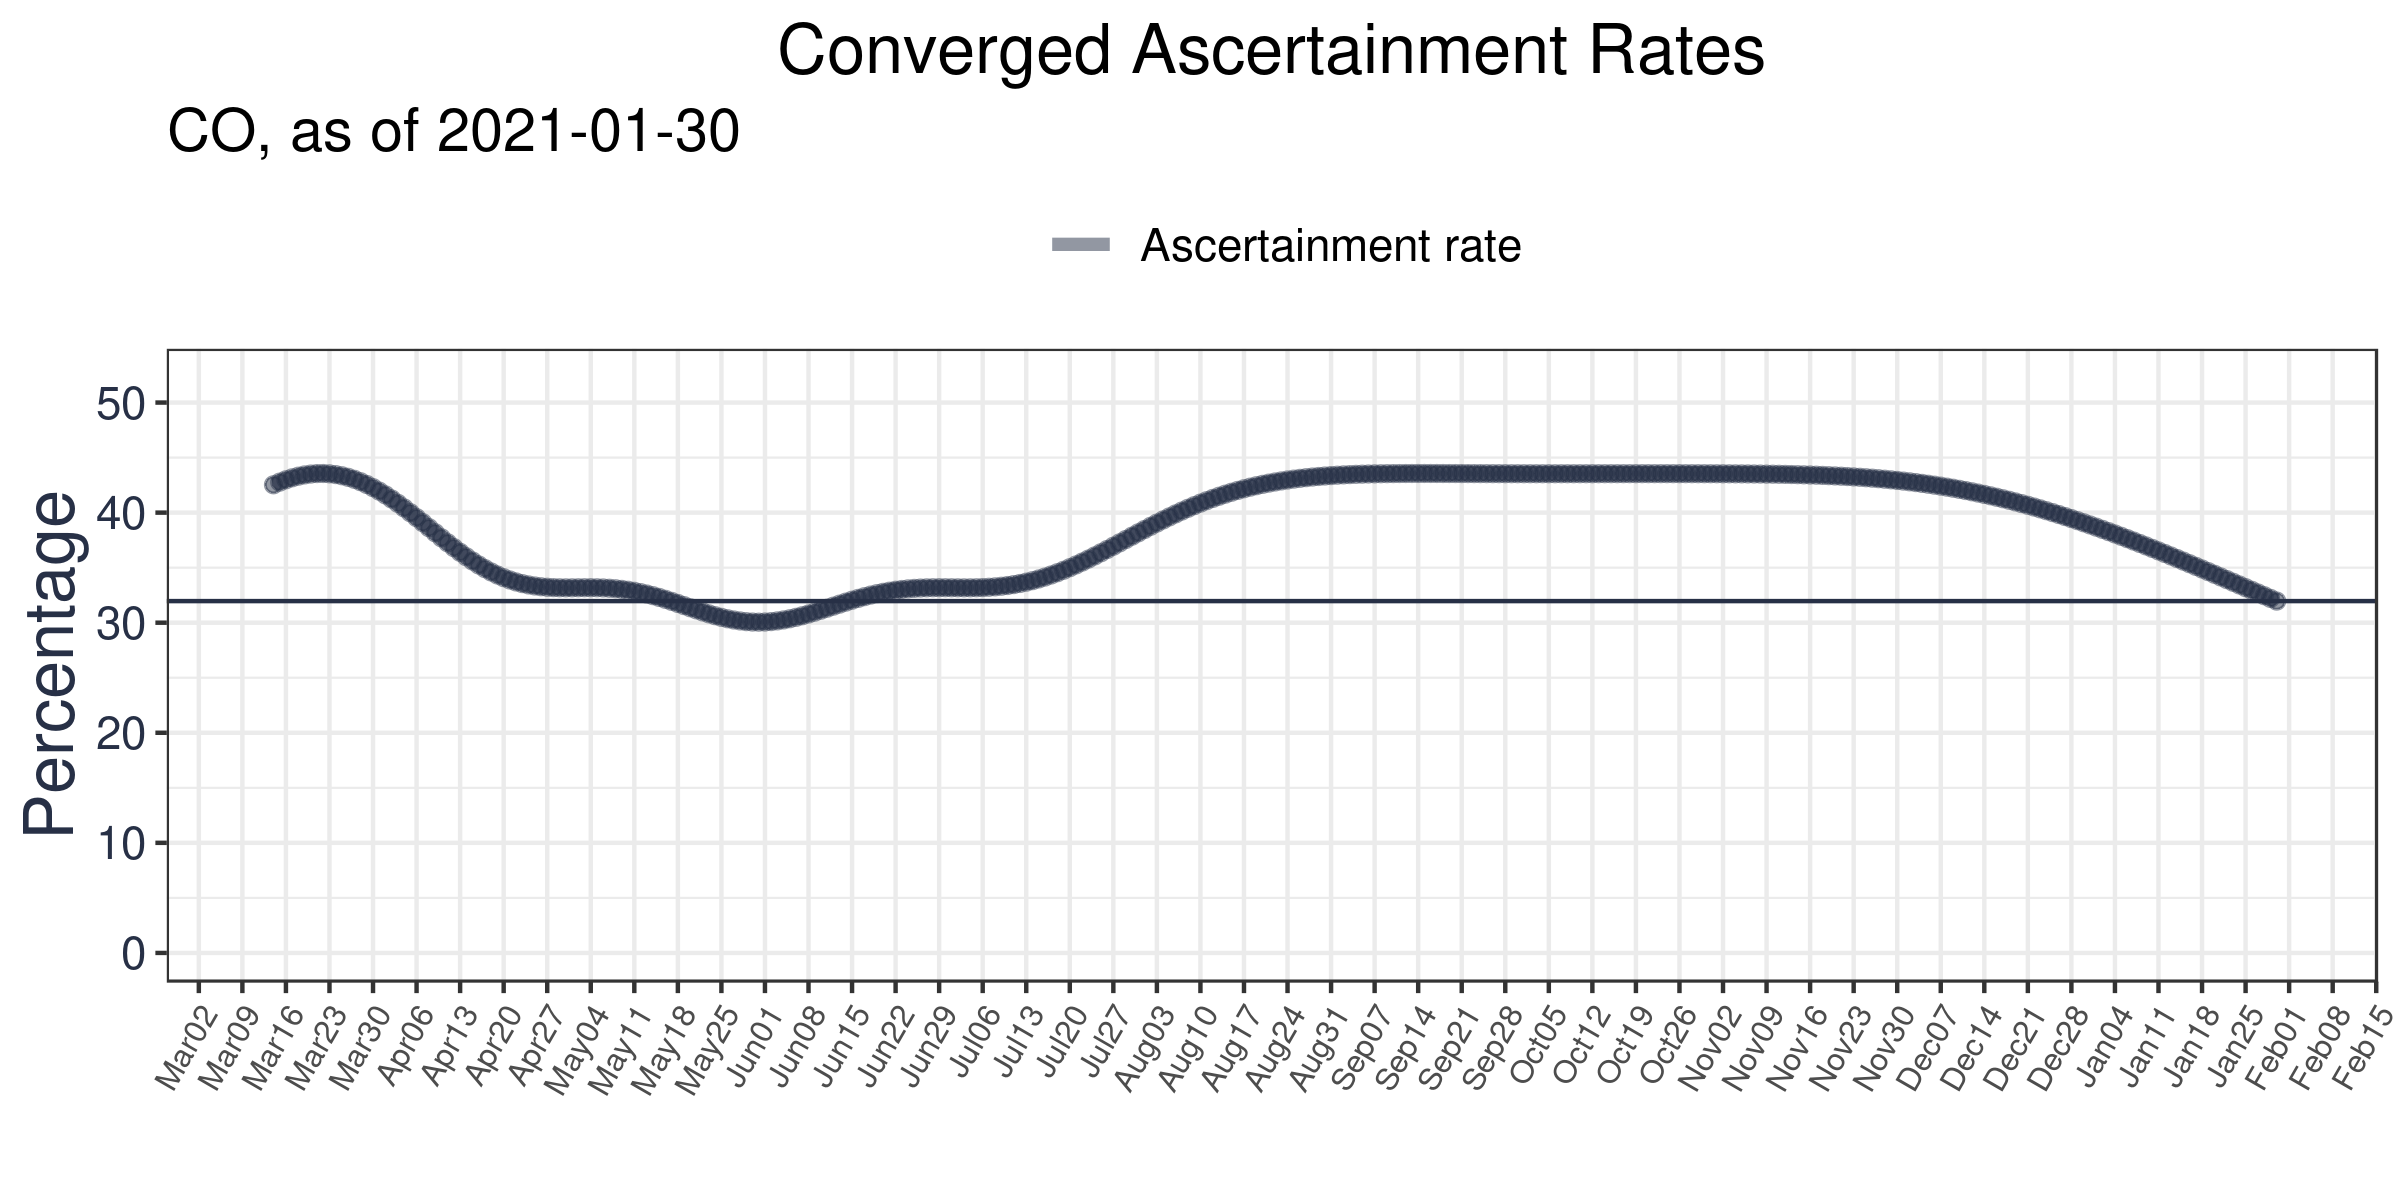 Converged Ascertainment Rates
CO, as of 2021-01-30
Ascertainment rate
Percentage
50
40
30
20
10
0
Mar02
Mar09
Mar16
Mar23
Mar30
Apr06
Apr13
Apr20
Apr27
May04
May11
May18
May25
Jun01
Jun08
Jun15
Jun22
Jun29
Jul06
Jul13
Jul20
Jul27
Aug03
Aug10
Aug17
Aug24
Aug31
Sep07
Sep14
Sep21
Sep28
Oct05
Oct12
Oct19
Oct26
Nov02
Nov09
Nov16
Nov23
Nov30
Dec07
Dec14
Dec21
Dec28
Jan04
Jan11
Jan18
Jan25
Feb01
Feb08
Feb15